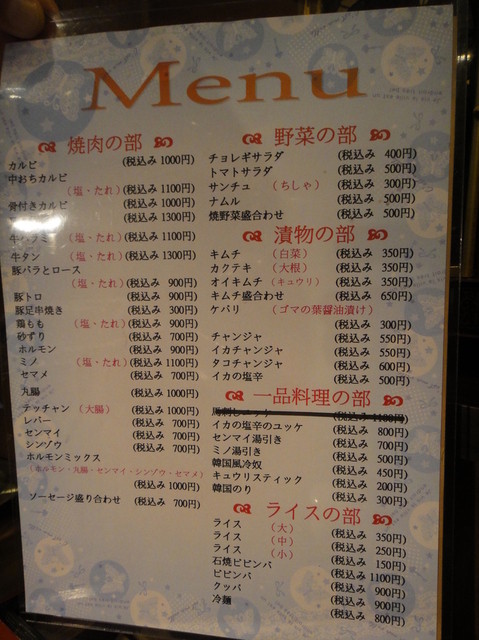 Menu
焼肉の部
カルビ (税込み 1000円)
中おちカルビ
(塩・たれ) (税込み 1100円)
骨付きカルビ (税込み 1000円)
(税込み 1300円)
牛ハラミ (塩・たれ) (税込み 1100円)
牛タン (塩・たれ) (税込み 1300円)
豚バラとロース
(塩・たれ) (税込み 900円)
豚トロ (税込み 900円)
豚足串焼き (税込み 300円)
鶏もも (塩・たれ) (税込み 900円)
砂ずり (税込み 700円)
ホルモン (税込み 900円)
ミノ (塩・たれ) (税込み 1100円)
セマメ (税込み 700円)
丸腸 (税込み 1000円)
テッチャン (大腸) (税込み 1000円)
レバー (税込み 700円)
センマイ (税込み 700円)
シンゾウ (税込み 700円)
ホルモンミックス
(ホルモン・丸腸・センマイ・シンゾウ・セマメ)
(税込み 1000円)
ソーセージ盛り合わせ (税込み 700円)
野菜の部
チョレギサラダ (税込み 400円)
トマトサラダ (税込み 500円)
サンチュ (ちしゃ) (税込み 300円)
ナムル (税込み 500円)
焼野菜盛合わせ (税込み 500円)
漬物の部
キムチ (白菜) (税込み 350円)
カクテキ (大根) (税込み 350円)
オイキムチ (キュウリ) (税込み 350円)
キムチ盛合わせ (税込み 650円)
ケバリ (ゴマの葉醤油漬け)
(税込み 300円)
チャンジャ (税込み 550円)
イカチャンジャ (税込み 550円)
タコチャンジャ (税込み 600円)
イカの塩辛 (税込み 500円)
一品料理の部
馬刺しユッケ (税込み 1100円)
イカの塩辛のユッケ (税込み 800円)
センマイ湯引き (税込み 700円)
ミノ湯引き (税込み 500円)
韓国風冷奴 (税込み 450円)
キュウリスティック (税込み 200円)
韓国のり (税込み 300円)
ライスの部
ライス (大) (税込み 350円)
ライス (中) (税込み 250円)
ライス (小) (税込み 150円)
石焼ビビンバ (税込み 1100円)
ビビンバ (税込み 900円)
クッパ (税込み 900円)
冷麺 (税込み 800円)